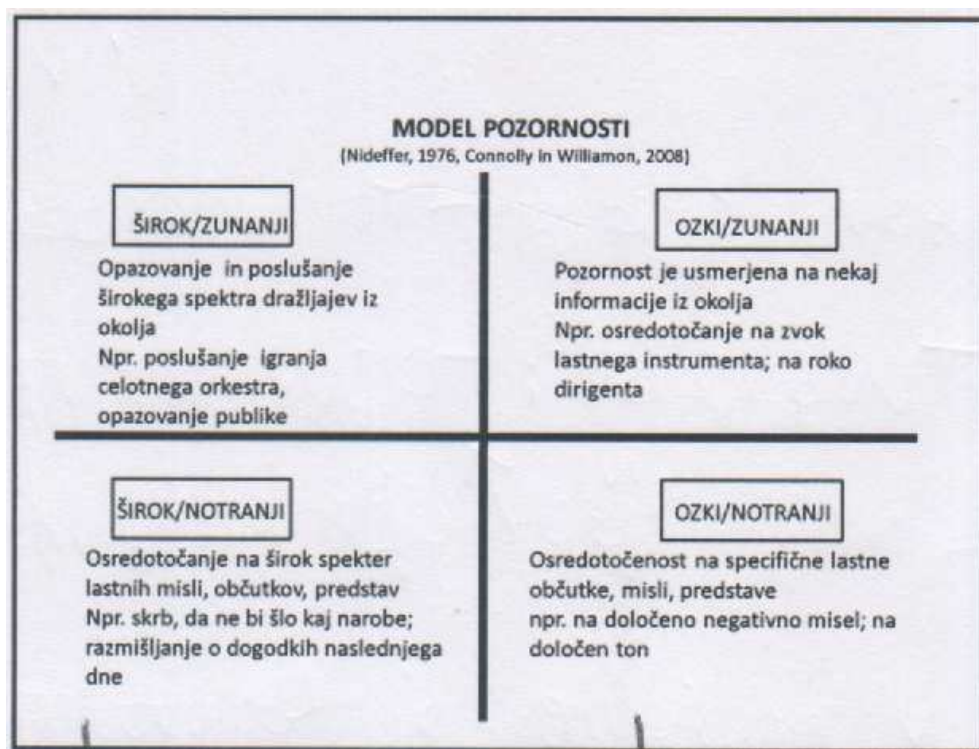 MODEL POZORNOSTI
(Nideffer, 1976, Connolly in Williamon, 2008)
ŠIROK/ZUNANJI
Opazovanje in poslušanje
širokega spektra dražljajev iz
okolja
Npr. poslušanje igranja
celotnega orkestra,
opazovanje publike
OZKI/ZUNANJI
Pozornost je usmerjena na nekaj
informacije iz okolja
Npr. osredotočanje na zvok
lastnega instrumenta; na roko
dirigenta
ŠIROK/NOTRANJI
Osredotočanje na širok spekter
lastnih misli, občutkov, predstav
Npr. skrb, da ne bi šlo kaj narobe;
razmišljanje o dogodkih naslednjega
dne
OZKI/NOTRANJI
Osredotočenost na specifične lastne
občutke, misli, predstave
npr. na določeno negativno misel; na
določen ton